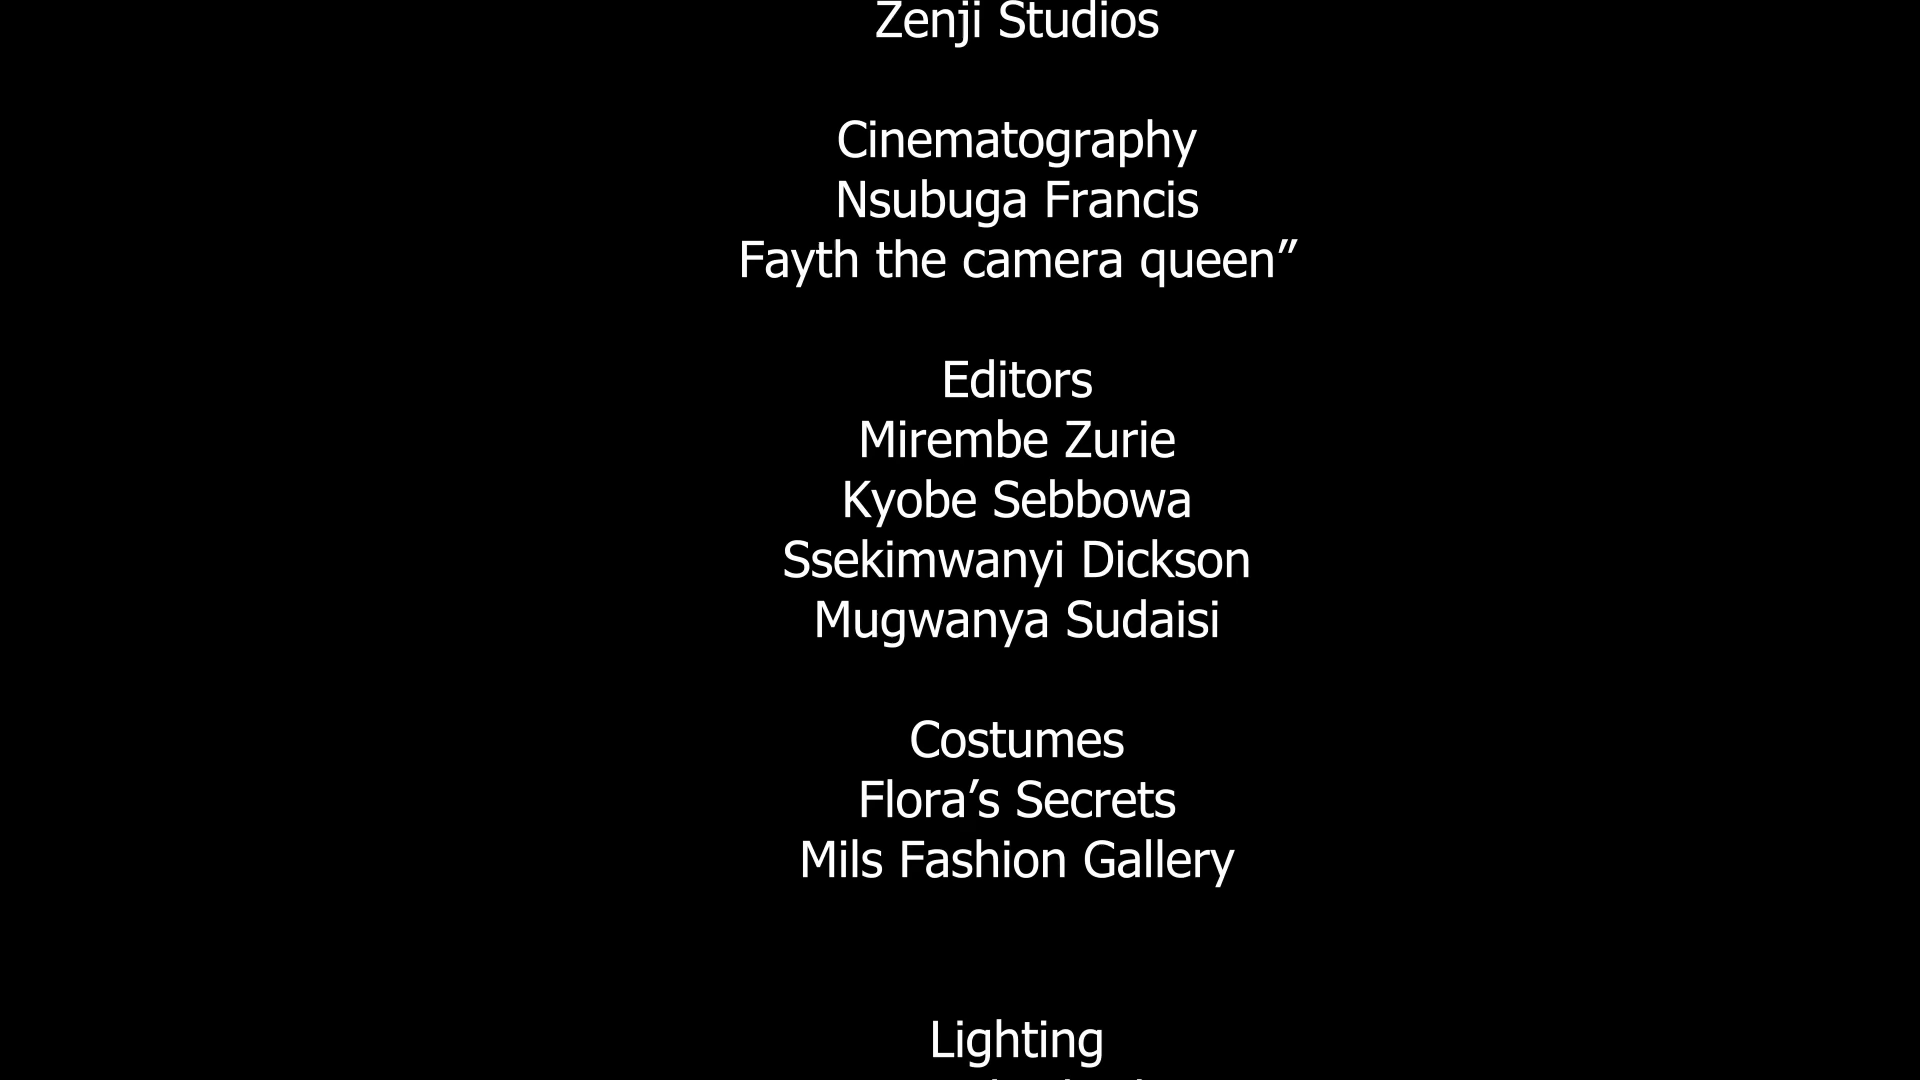 Zenji Studios
Cinematography
Nsubuga Francis
Fayth the camera queen”
Editors
Mirembe Zurie
Kyobe Sebbowa
Ssekimwanyi Dickson
Mugwanya Sudaisi
Costumes
Flora’s Secrets
Mils Fashion Gallery
Lighting